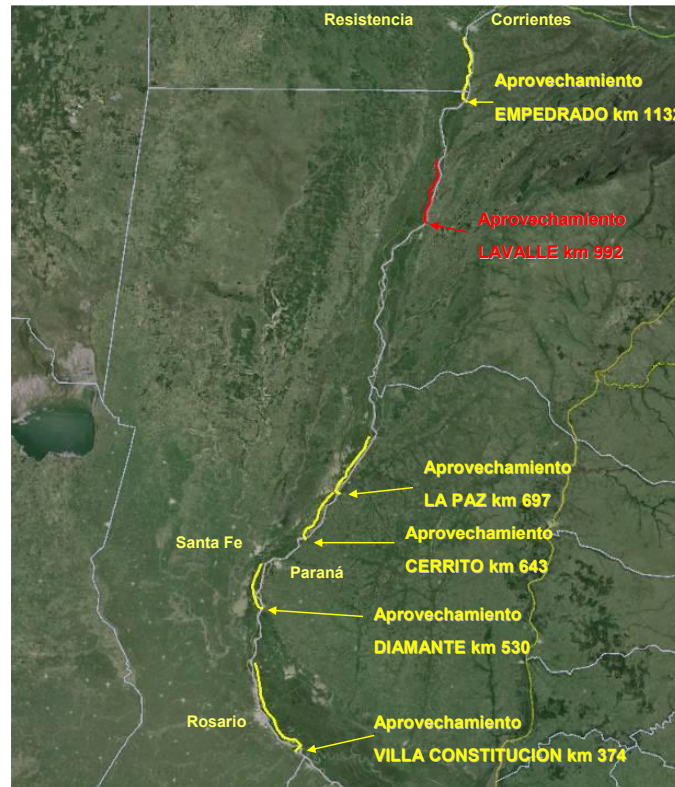 Resistencia
Corrientes
Aprovechamiento
EMPEDRADO km 1132
Aprovechamiento
LAVALLE km 992
Aprovechamiento
LA PAZ km 697
Aprovechamiento
CERRITO km 643
Santa Fe
Paraná
Aprovechamiento
DIAMANTE km 530
Rosario
Aprovechamiento
VILLA CONSTITUCION km 374